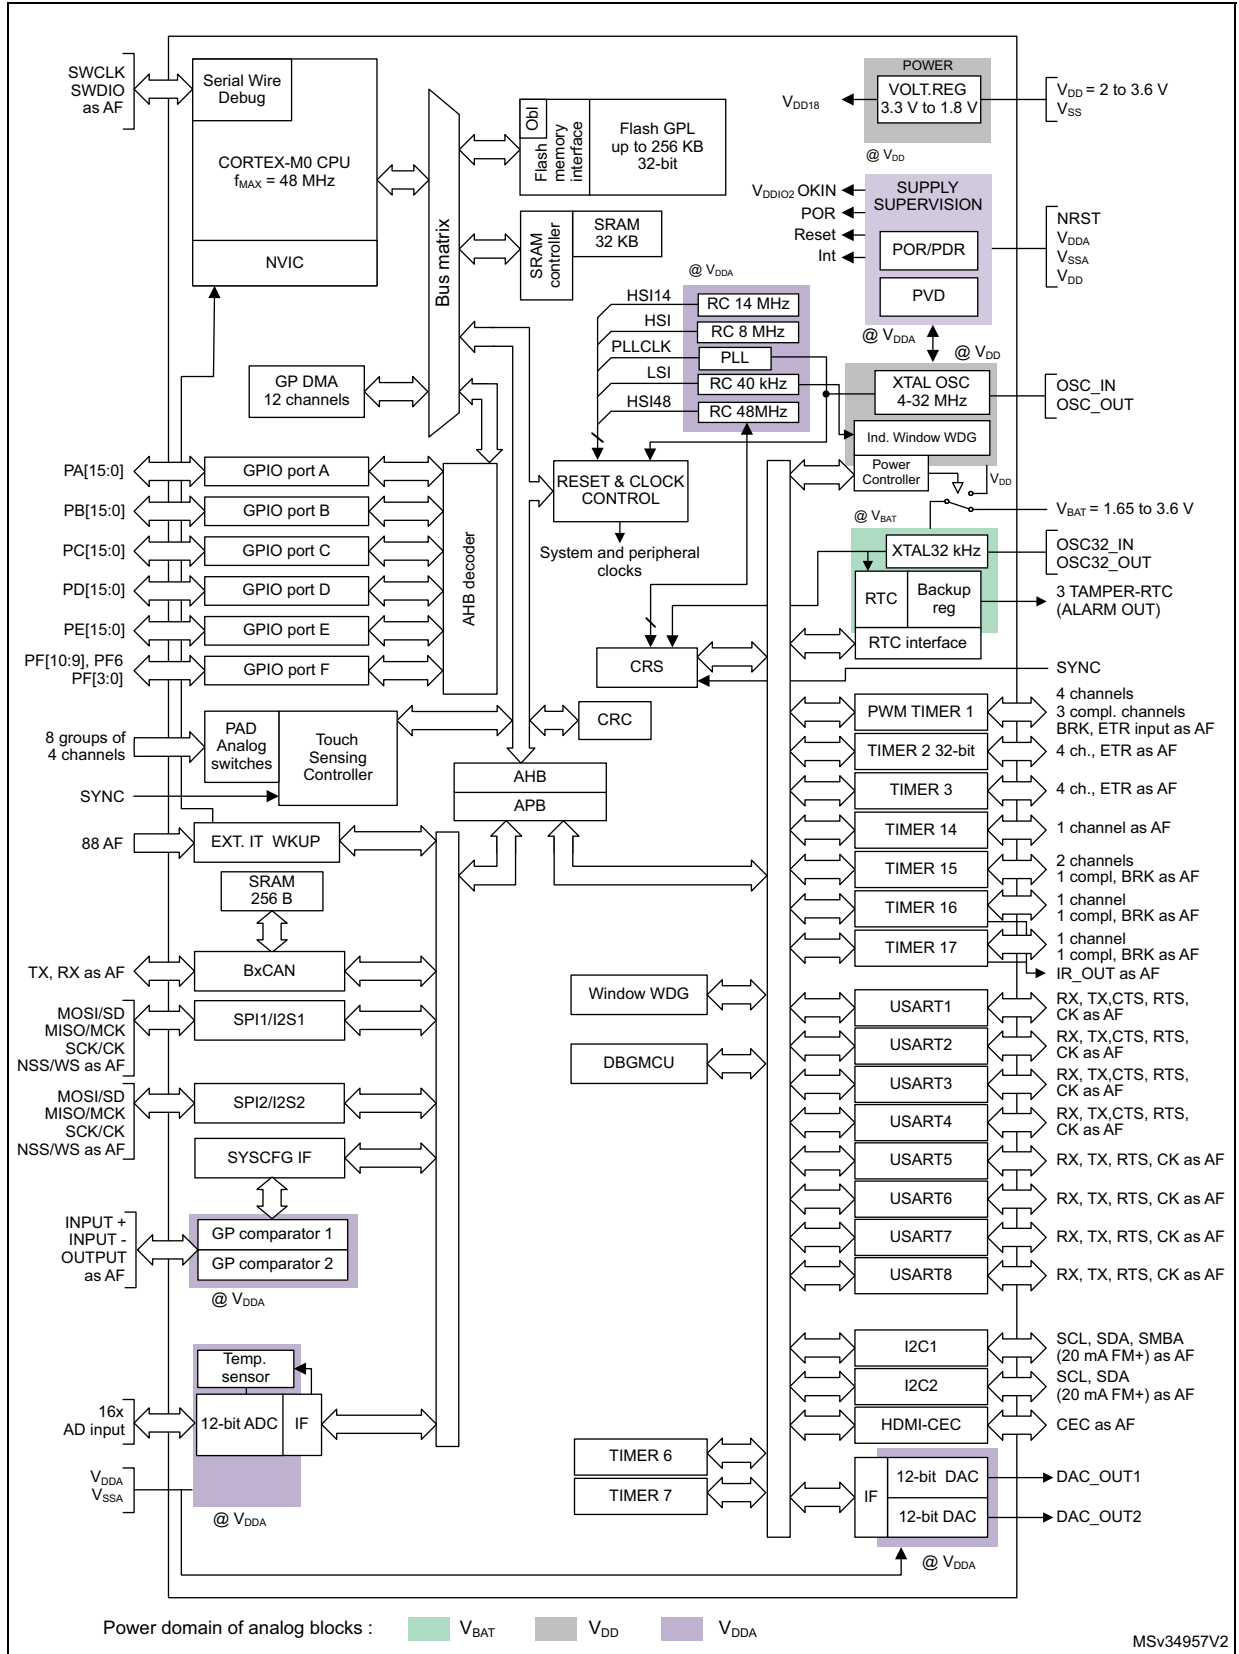 SWCLK
SWDIO
as AF
Serial Wire
Debug
CORTEX-M0 CPU
fMAX = 48 MHz
NVIC
Bus matrix
Obl
Flash
memory
interface
Flash GPL
up to 256 KB
32-bit
SRAM
controller
SRAM
32 KB
POWER
VOLT.REG
3.3 V to 1.8 V
VDD18
VDD = 2 to 3.6 V
VSS
@ VDD
VDDIO2 OKIN
POR
Reset
Int
SUPPLY
SUPERVISION
POR/PDR
PVD
NRST
VDDA
VSSA
VDD
@ VDDA
@ VDD
@ VDDA
HSI14
HSI
PLLCLK
LSI
HSI48
RC 14 MHz
RC 8 MHz
PLL
RC 40 kHz
RC 48MHz
XTAL OSC
4-32 MHz
OSC_IN
OSC_OUT
Ind. Window WDG
Power
Controller
VDD
VBAT = 1.65 to 3.6 V
@ VBAT
GP DMA
12 channels
RESET & CLOCK
CONTROL
System and peripheral
clocks
XTAL32 kHz
OSC32_IN
OSC32_OUT
RTC
Backup
reg
RTC interface
3 TAMPER-RTC
(ALARM OUT)
PA[15:0]
GPIO port A
PB[15:0]
GPIO port B
PC[15:0]
GPIO port C
PD[15:0]
GPIO port D
PE[15:0]
GPIO port E
PF[10:9], PF6
PF[3:0]
GPIO port F
AHB decoder
CRS
SYNC
8 groups of
4 channels
PAD
Analog
switches
Touch
Sensing
Controller
SYNC
CRC
AHB
APB
88 AF
EXT. IT WKUP
SRAM
256 B
TX, RX as AF
BxCAN
MOSI/SD
MISO/MCK
SCK/CK
NSS/WS as AF
SPI1/I2S1
MOSI/SD
MISO/MCK
SCK/CK
NSS/WS as AF
SPI2/I2S2
SYSCFG IF
INPUT +
INPUT -
OUTPUT
as AF
GP comparator 1
GP comparator 2
@ VDDA
Temp.
sensor
16x
AD input
12-bit ADC
IF
VDDA
VSSA
@ VDDA
Window WDG
DBGMCU
TIMER 6
TIMER 7
PWM TIMER 1
4 channels
3 compl. channels
BRK, ETR input as AF
TIMER 2 32-bit
4 ch., ETR as AF
TIMER 3
4 ch., ETR as AF
TIMER 14
1 channel as AF
TIMER 15
2 channels
1 compl, BRK as AF
TIMER 16
1 channel
1 compl, BRK as AF
TIMER 17
1 channel
1 compl, BRK as AF
IR_OUT as AF
USART1
RX, TX,CTS, RTS,
CK as AF
USART2
RX, TX,CTS, RTS,
CK as AF
USART3
RX, TX,CTS, RTS,
CK as AF
USART4
RX, TX,CTS, RTS,
CK as AF
USART5
RX, TX, RTS, CK as AF
USART6
RX, TX, RTS, CK as AF
USART7
RX, TX, RTS, CK as AF
USART8
RX, TX, RTS, CK as AF
I2C1
SCL, SDA, SMBA
(20 mA FM+) as AF
I2C2
SCL, SDA
(20 mA FM+) as AF
HDMI-CEC
CEC as AF
IF
12-bit DAC
DAC_OUT1
12-bit DAC
DAC_OUT2
@ VDDA
Power domain of analog blocks :
VBAT
VDD
VDDA
MSv34957V2